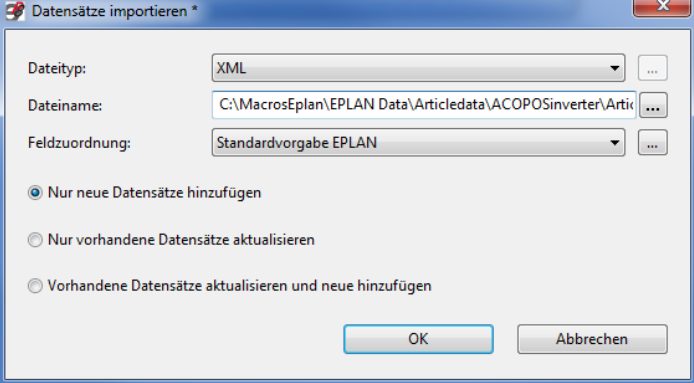 Datensätze importieren *
Dateityp: XML ...
Dateiname: C:\MacrosEplan\EPLAN Data\Articledata\ACOPOSinverter\Artic ...
Feldzuordnung: Standardvorgabe EPLAN ...
Nur neue Datensätze hinzufügen
Nur vorhandene Datensätze aktualisieren
Vorhandene Datensätze aktualisieren und neue hinzufügen
OK Abbrechen